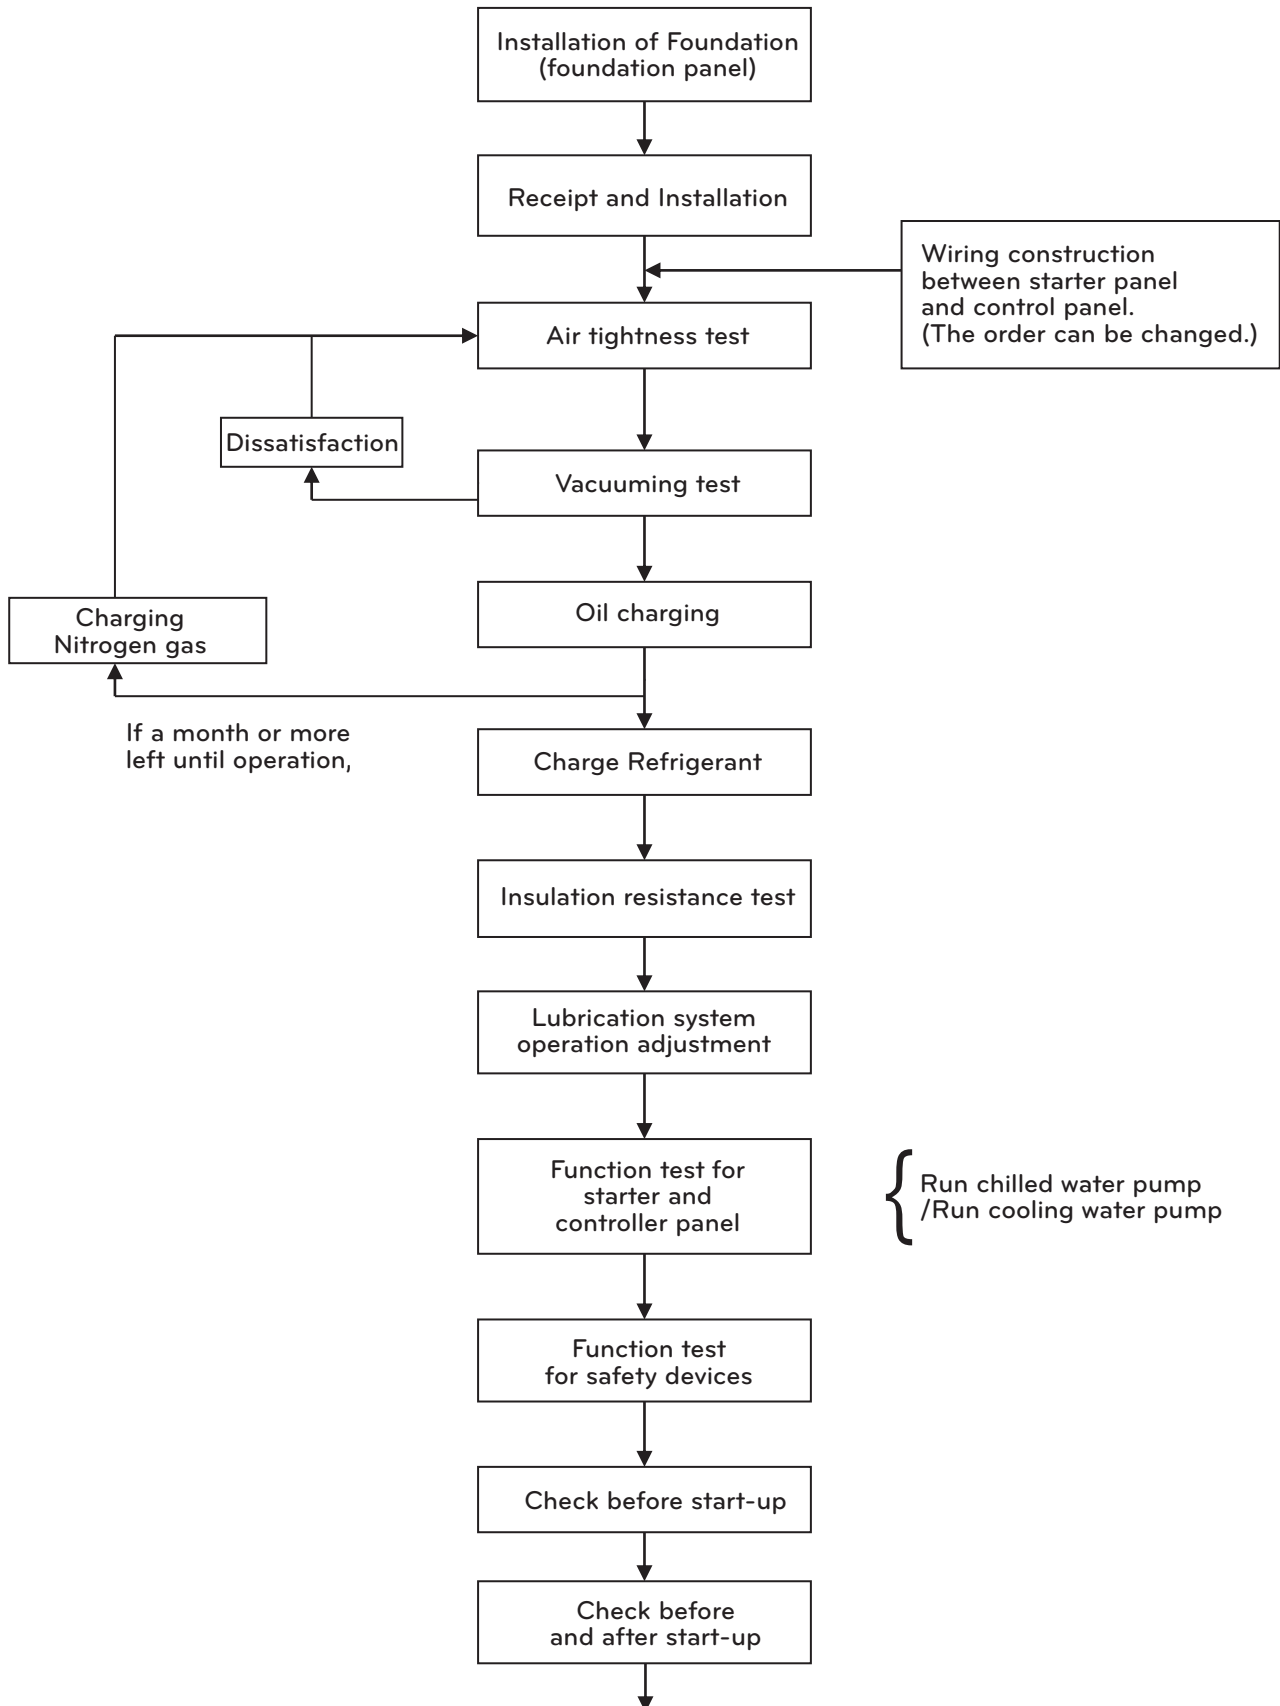 Installation of Foundation
(foundation panel)
Receipt and Installation
Wiring construction
between starter panel
and control panel.
(The order can be changed.)
Air tightness test
Dissatisfaction
Vacuuming test
Oil charging
Charging
Nitrogen gas
If a month or more
left until operation,
Charge Refrigerant
Insulation resistance test
Lubrication system
operation adjustment
Function test for
starter and
controller panel
Run chilled water pump
/Run cooling water pump
Function test
for safety devices
Check before start-up
Check before
and after start-up